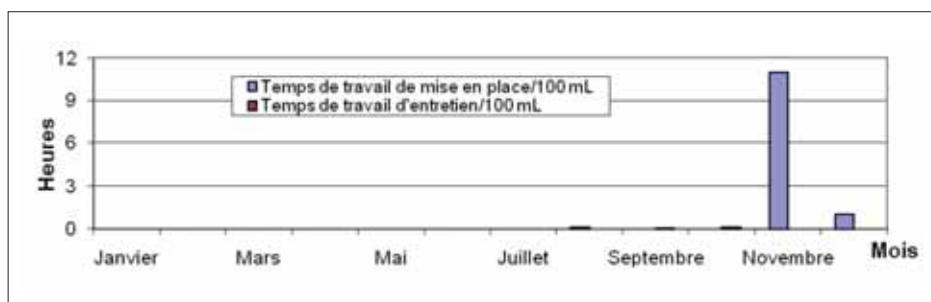 12
Temps de travail de mise en place/100 mL
Temps de travail d'entretien/100 mL
9
6
3
0
Heures
Janvier Mars Mai Juillet Septembre Novembre
Mois